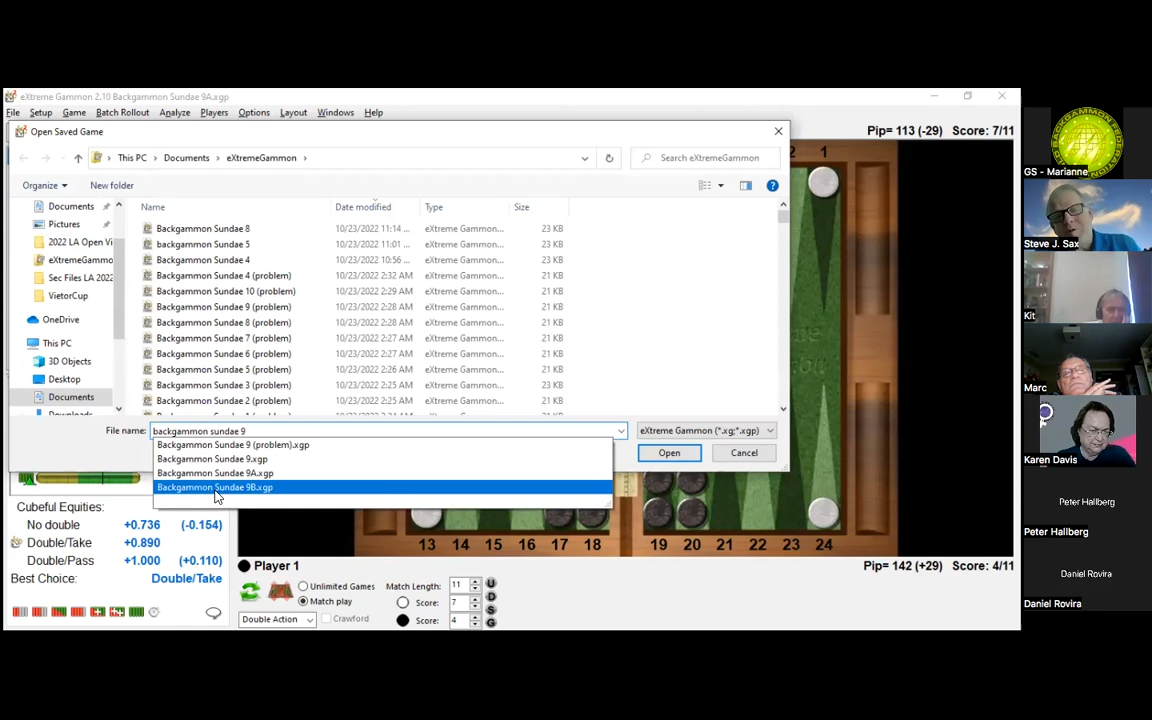 eXtreme Gammon 2.10 Backgammon Sundae 9A.xgp
File Setup Game Batch Rollout Analyze Players Options Layout Windows Help
Open Saved Game
Pip= 113 (-29) Score: 7/11
This PC › Documents › eXtremeGammon ›
Search eXtremeGammon
2 1
Organize New folder
Name Date modified Type Size
Documents
Pictures
2022 LA Open Vi
eXtremeGammo
Sec Files LA 2022
VietorCup
OneDrive
This PC
3D Objects
Desktop
Documents
Backgammon Sundae 8 10/23/2022 11:14 ... eXtreme Gammon... 23 KB
backgammon Sundae 5 10/23/2022 11:01 ... eXtreme Gammon... 23 KB
Backgammon Sundae 4 10/23/2022 10:56 ... eXtreme Gammon... 23 KB
Backgammon Sundae 4 (problem) 10/23/2022 2:32 AM eXtreme Gammon... 21 KB
Backgammon Sundae 10 (problem) 10/23/2022 2:29 AM eXtreme Gammon... 21 KB
Backgammon Sundae 9 (problem) 10/23/2022 2:28 AM eXtreme Gammon... 21 KB
Backgammon Sundae 8 (problem) 10/23/2022 2:28 AM eXtreme Gammon... 21 KB
Backgammon Sundae 7 (problem) 10/23/2022 2:27 AM eXtreme Gammon... 21 KB
Backgammon Sundae 6 (problem) 10/23/2022 2:27 AM eXtreme Gammon... 21 KB
Backgammon Sundae 5 (problem) 10/23/2022 2:26 AM eXtreme Gammon... 21 KB
Backgammon Sundae 3 (problem) 10/23/2022 2:25 AM eXtreme Gammon... 23 KB
Backgammon Sundae 2 (problem) 10/23/2022 2:25 AM eXtreme Gammon... 21 KB
File name: backgammon sundae 9
eXtreme Gammon (*.xg;*.xgp)
Backgammon Sundae 9 (problem).xgp
Backgammon Sundae 9.xgp
Backgammon Sundae 9A.xgp
Backgammon Sundae 9B.xgp
Open Cancel
Cubeful Equities:
No double +0.736 (-0.154)
Double/Take +0.890
Double/Pass +1.000 (+0.110)
Best Choice: Double/Take
13 14 15 16 17 18 19 20 21 22 23 24
Player 1
Pip= 142 (+29) Score: 4/11
Unlimited Games
Match play
Double Action
Crawford
Match Length: 11
Score: 7
Score: 4
U
D
S
G
GS - Marianne
Steve J. Sax
Kit
Marc
Karen Davis
Peter Hallberg
Peter Hallberg
Daniel Rovira
Daniel Rovira